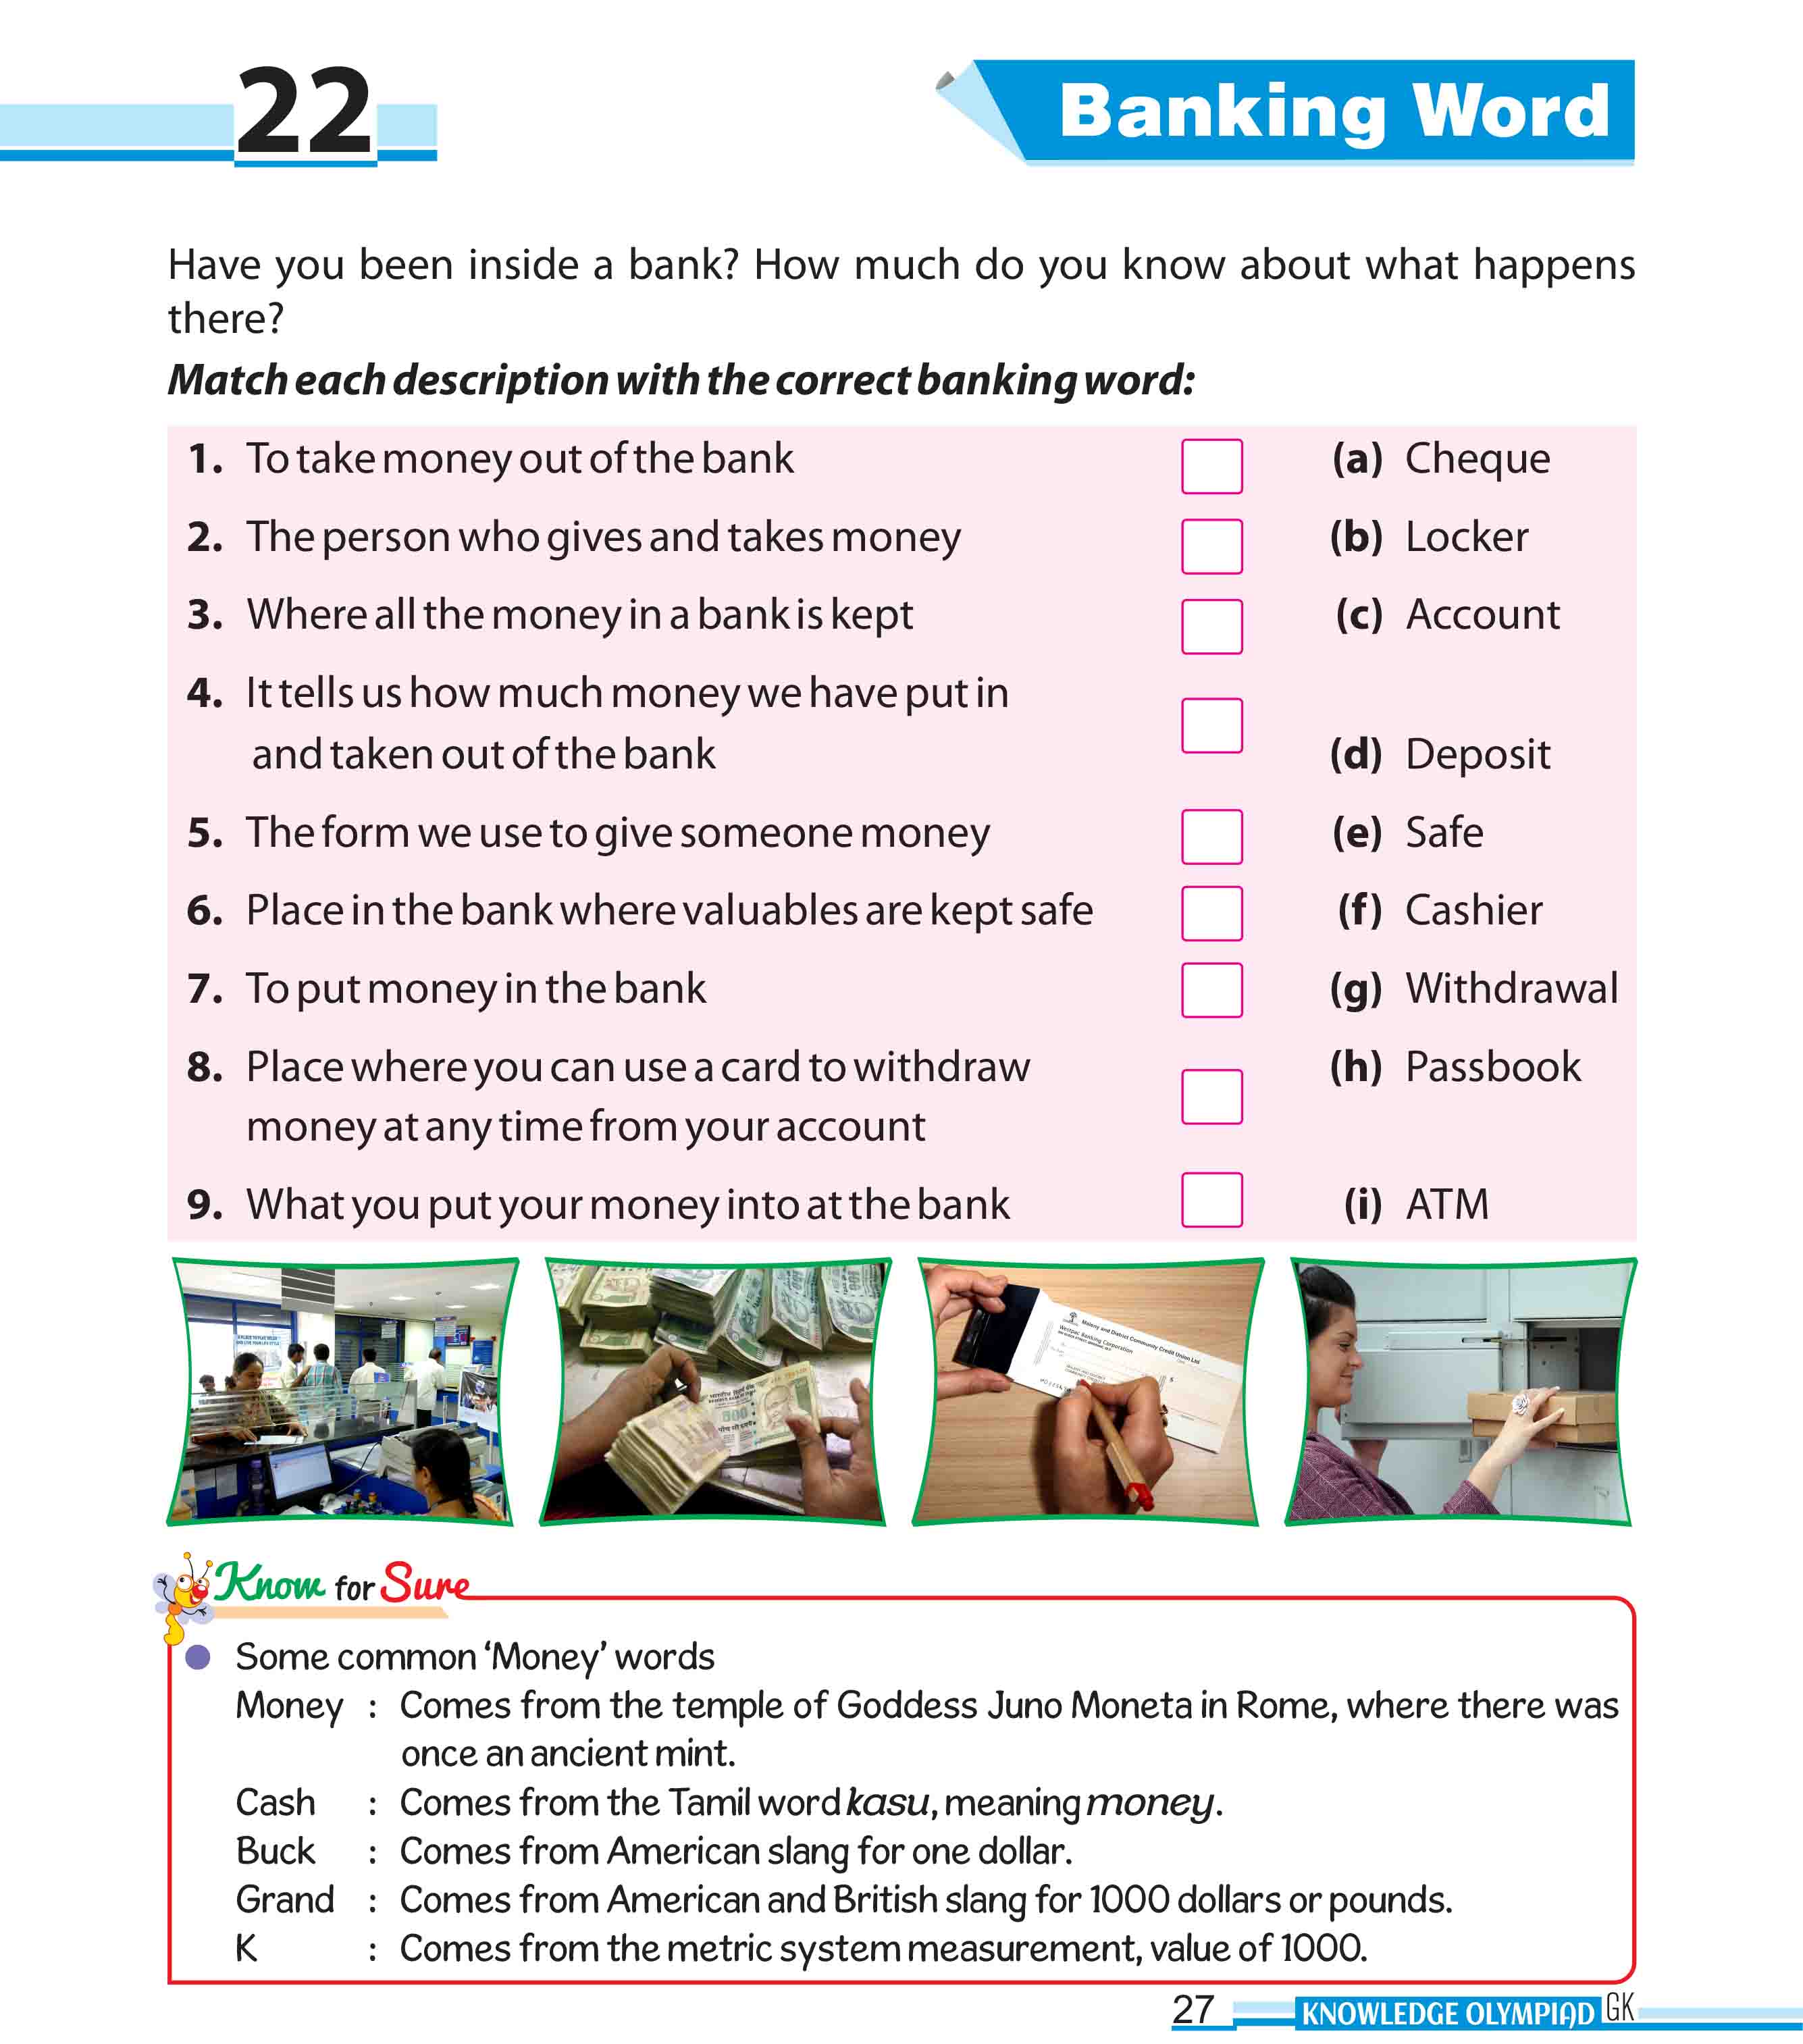 22
Banking Word
Have you been inside a bank? How much do you know about what happens
there?
Match each description with the correct banking word:
1. To take money out of the bank (a) Cheque
2. The person who gives and takes money (b) Locker
3. Where all the money in a bank is kept (c) Account
4. It tells us how much money we have put in
and taken out of the bank (d) Deposit
5. The form we use to give someone money (e) Safe
6. Place in the bank where valuables are kept safe (f) Cashier
7. To put money in the bank (g) Withdrawal
8. Place where you can use a card to withdraw (h) Passbook
money at any time from your account
9. What you put your money into at the bank (i) ATM
Maleny and District Community Credit Union Ltd
Westpac Banking Corporation
Know for Sure
Some common ‘Money’ words
Money : Comes from the temple of Goddess Juno Moneta in Rome, where there was
once an ancient mint.
Cash : Comes from the Tamil word kasu, meaning money.
Buck : Comes from American slang for one dollar.
Grand : Comes from American and British slang for 1000 dollars or pounds.
K : Comes from the metric system measurement, value of 1000.
27 KNOWLEDGE OLYMPIAD GK